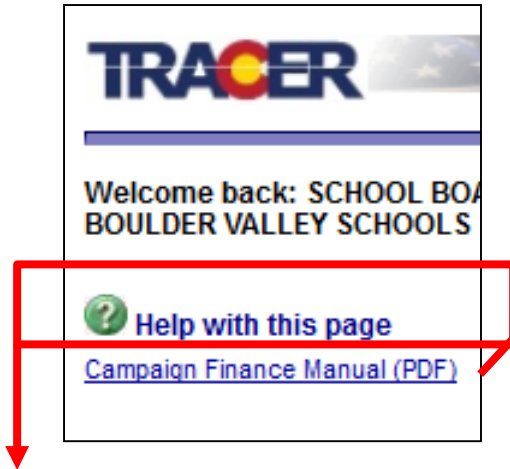 TRACER
Welcome back: SCHOOL BOA
BOULDER VALLEY SCHOOLS
? Help with this page
Campaign Finance Manual (PDF)